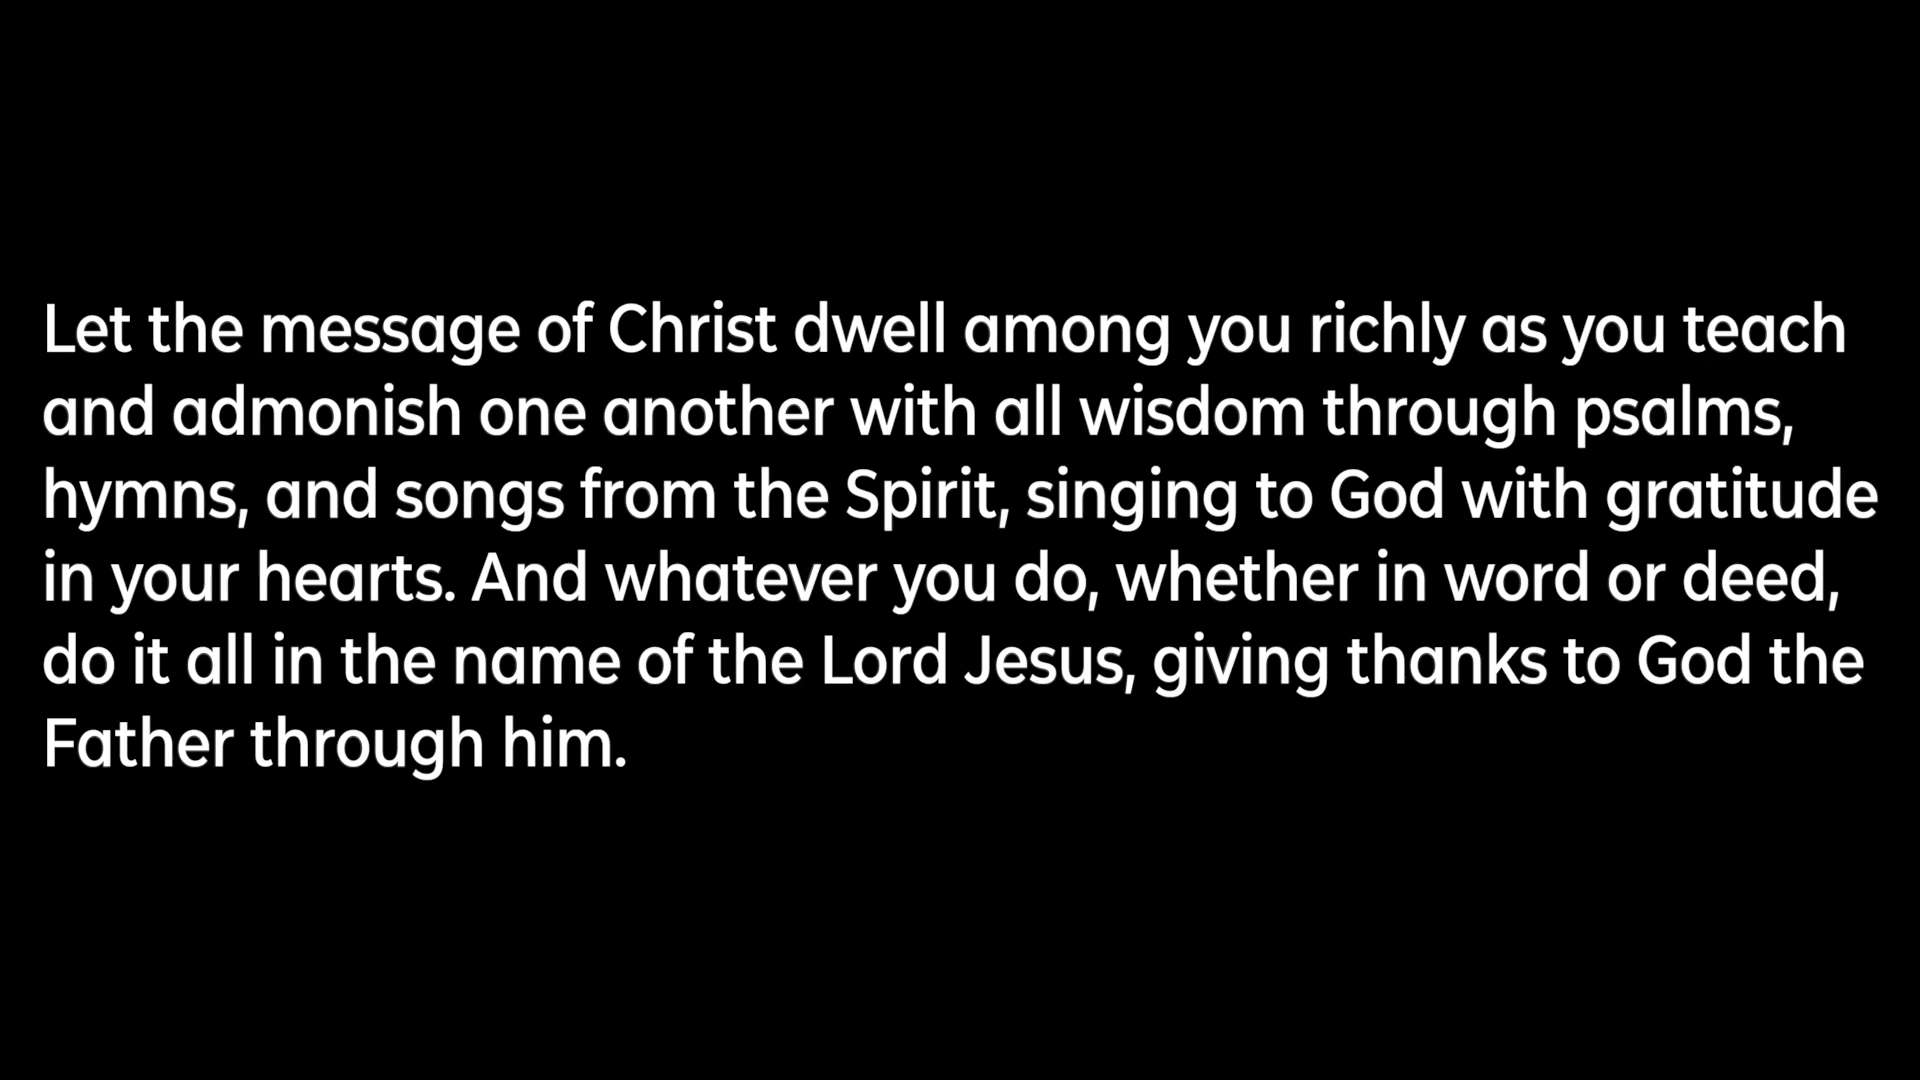 Let the message of Christ dwell among you richly as you teach
and admonish one another with all wisdom through psalms,
hymns, and songs from the Spirit, singing to God with gratitude
in your hearts. And whatever you do, whether in word or deed,
do it all in the name of the Lord Jesus, giving thanks to God the
Father through him.